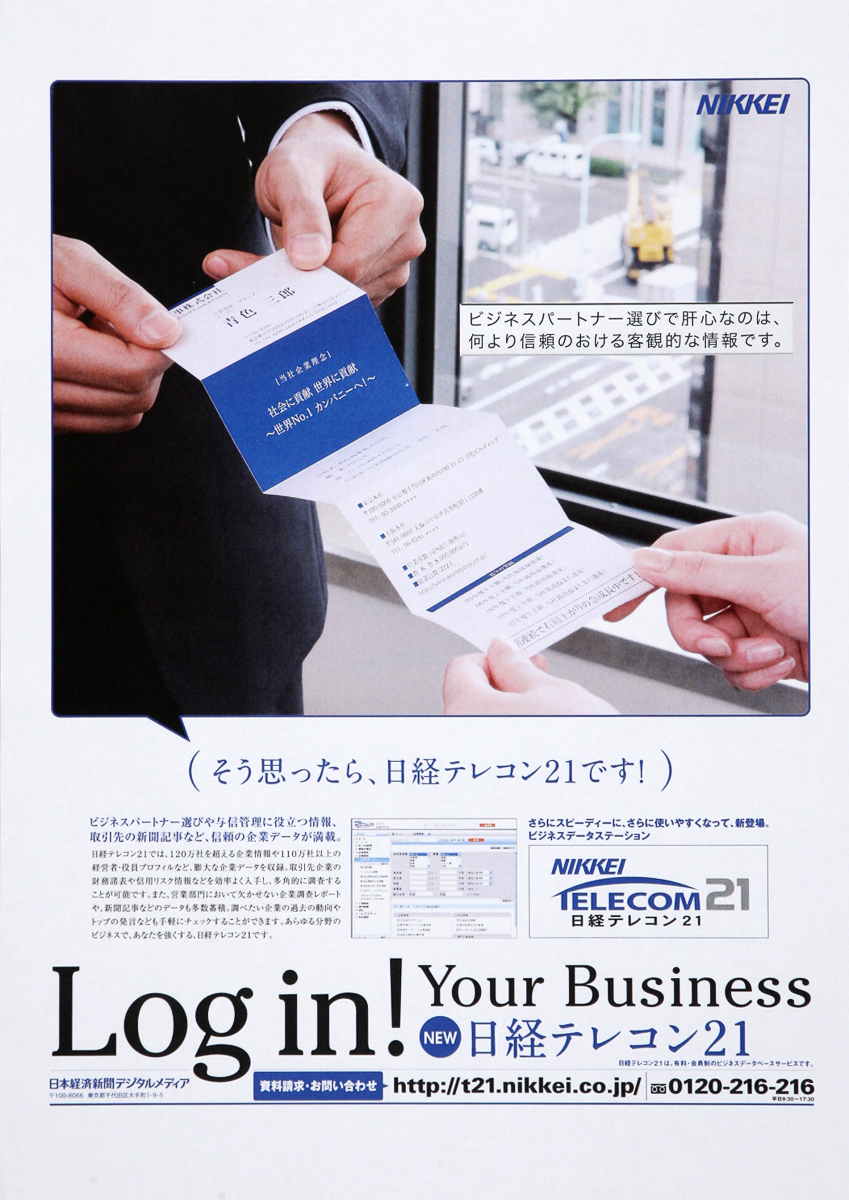 NIKKEI
ビジネスパートナー選びで肝心なのは、
何より信頼のおける客観的な情報です。
事株式会社
青色 三郎
[当社企業理念]
社会に貢献 世界に貢献
〜世界No.1 カンパニーへ!〜
■東京本社
■大阪本社
(そう思ったら、日経テレコン21です!)
ビジネスパートナー選びや与信管理に役立つ情報、
取引先の新聞記事など、信頼の企業データが満載。
日経テレコン21では、120万社を超える企業情報や110万社以上の
経営者・役員プロフィルなど、膨大な企業データを収録。取引先企業の
財務諸表や信用リスク情報などを効率よく入手し、多角的に調査する
ことが可能です。また、営業部門において欠かせない企業調査レポート
や、新聞記事などのデータも多数蓄積。調べたい企業の過去の動向や
トップの発言なども手軽にチェックすることができます。あらゆる分野の
ビジネスで、あなたを強くする、日経テレコン21です。
さらにスピーディーに、さらに使いやすくなって、新登場。
ビジネスデータステーション
NIKKEI
TELECOM21
日経テレコン21
Log in! Your Business
NEW 日経テレコン21
日経テレコン21は、有料・会員制のビジネスデータベースサービスです。
日本経済新聞デジタルメディア
〒100-8066 東京都千代田区大手町1-9-5
資料請求・お問い合わせ http://t21.nikkei.co.jp/ 0120-216-216
平日9:30〜17:30